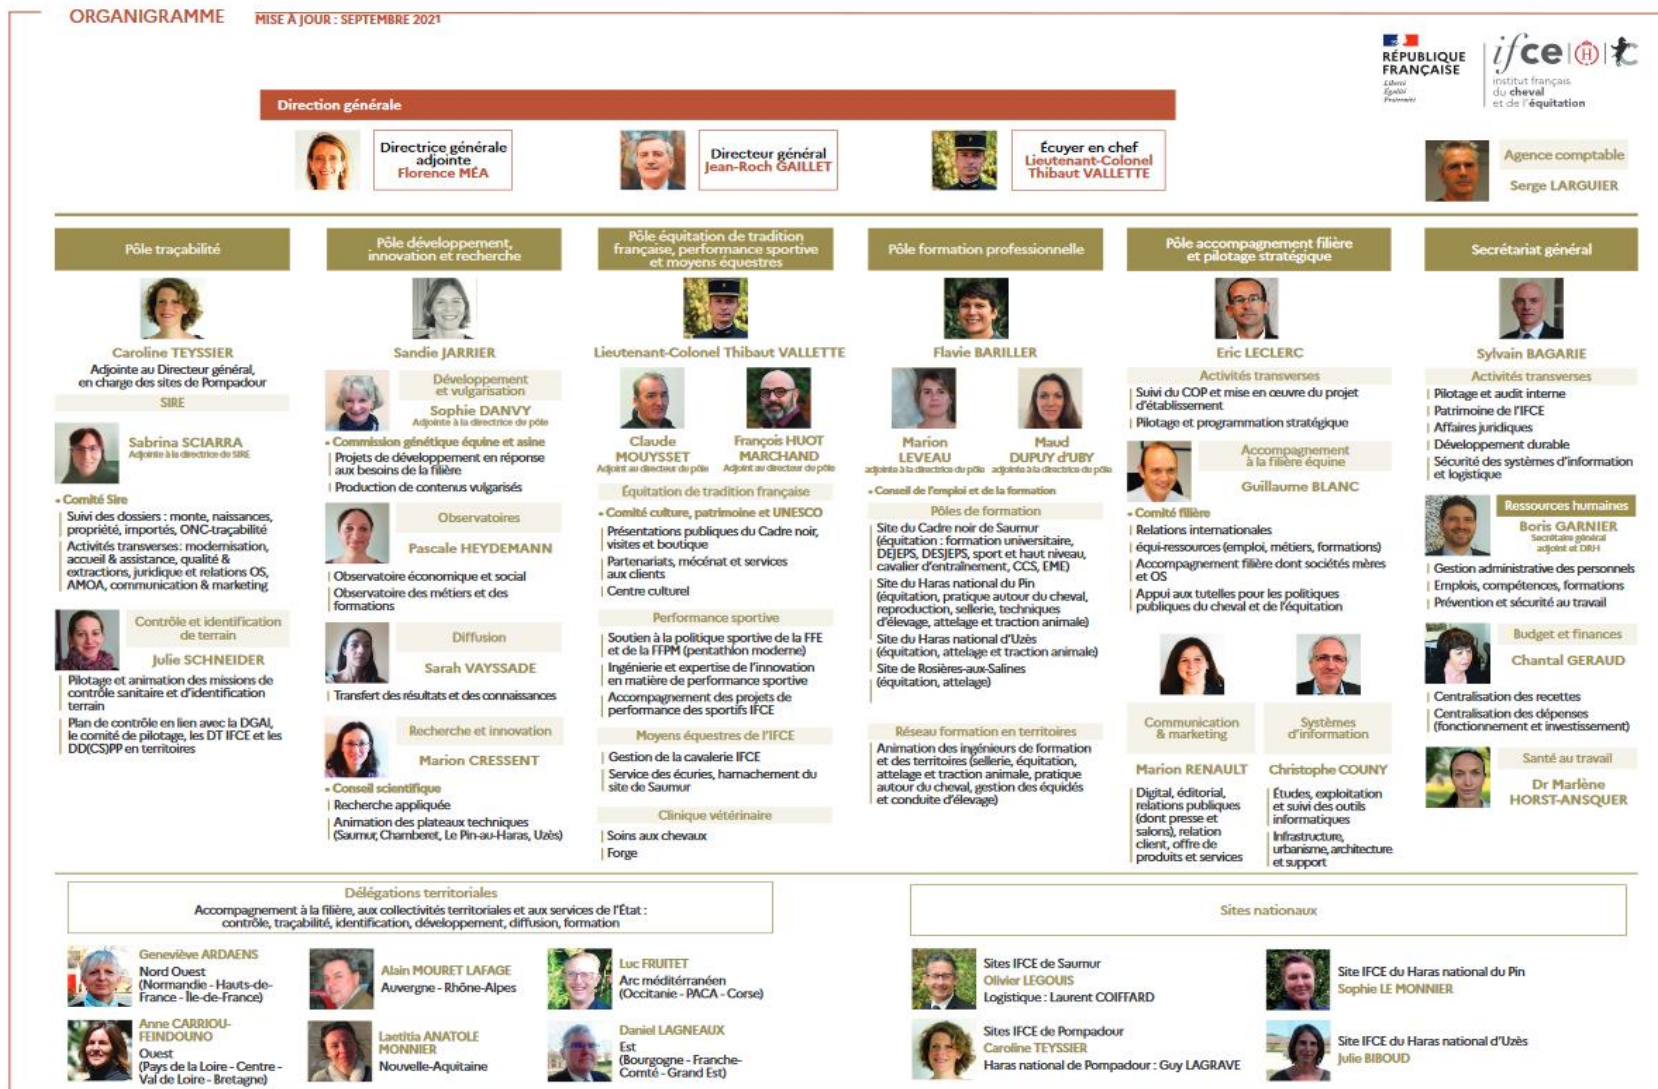 ORGANIGRAMME
MISE À JOUR : SEPTEMBRE 2021
RÉPUBLIQUE
FRANÇAISE
Liberté
Égalité
Fraternité
ifce
institut français
du cheval
et de l'équitation
Direction générale
Directrice générale
adjointe
Florence MÉA
Directeur général
Jean-Roch GAILLET
Écuyer en chef
Lieutenant-Colonel
Thibaut VALLETTE
Agence comptable
Serge LARGUIER
Pôle traçabilité
Caroline TEYSSIER
Adjointe au Directeur général,
en charge des sites de Pompadour
SIRE
Sabrina SCIARRA
Adjointe à la directrice du SIRE
• Comité Sire
Suivi des dossiers : monte, naissances,
propriété, importés, ONC-traçabilité
Activités transverses : modernisation,
accueil & assistance, qualité &
extractions, juridique et relations OS,
AMOA, communication & marketing
Contrôle et identification
de terrain
Julie SCHNEIDER
Pilotage et animation des missions de
contrôle sanitaire et d'identification
terrain
Plan de contrôle en lien avec la DGAl,
le comité de pilotage, les DT IFCE et les
DD(CS)PP en territoires
Pôle développement,
innovation et recherche
Sandie JARRIER
Développement
et vulgarisation
Sophie DANVY
Adjointe à la directrice du pôle
• Commission génétique équine et asine
Projets de développement en réponse
aux besoins de la filière
Production de contenus vulgarisés
Observatoires
Pascale HEYDEMANN
Observatoire économique et social
Observatoire des métiers et des
formations
Diffusion
Sarah VAYSSADE
Transfert des résultats et des connaissances
Recherche et innovation
Marion CRESSENT
• Conseil scientifique
Recherche appliquée
Animation des plateaux techniques
(Saumur, Chamberet, Le Pin-au-Haras, Uzès)
Pôle équitation de tradition
française, performance sportive
et moyens équestres
Lieutenant-Colonel Thibaut VALLETTE
Claude
MOUYSSET
Adjoint au directeur du pôle
François HUOT
MARCHAND
Adjoint au directeur du pôle
Équitation de tradition française
• Comité culture, patrimoine et UNESCO
Présentations publiques du Cadre noir,
visites et boutique
Partenariats, mécénat et services
aux clients
Centre culturel
Performance sportive
Soutien à la politique sportive de la FFE
et de la FFPM (pentathlon moderne)
Ingénierie et expertise de l'innovation
en matière de performance sportive
Accompagnement des projets de
performance des sportifs IFCE
Moyens équestres de l'IFCE
Gestion de la cavalerie IFCE
Service des écuries, harnachement du
site de Saumur
Clinique vétérinaire
Soins aux chevaux
Forge
Pôle formation professionnelle
Flavie BARILLER
Marion
LEVEAU
adjointe à la directrice du pôle
Maud
DUPUY d'UBY
adjointe à la directrice du pôle
• Conseil de l'emploi et de la formation
Pôles de formation
Site du Cadre noir de Saumur
(équitation : formation universitaire,
DEJEPS, DESJEPS, sport et haut niveau,
cavalier d'entraînement, CCS, EME)
Site du Haras national du Pin
(équitation, pratique autour du cheval,
reproduction, sellerie, techniques
d'élevage, attelage et traction animale)
Site du Haras national d'Uzès
(équitation, attelage et traction animale)
Site de Rosières-aux-Salines
(équitation, attelage)
Réseau formation en territoires
Animation des ingénieurs de formation
et des territoires (sellerie, équitation,
attelage et traction animale, pratique
autour du cheval, gestion des équidés
et conduite d'élevage)
Pôle accompagnement filière
et pilotage stratégique
Eric LECLERC
Activités transverses
Suivi du COP et mise en œuvre du projet
d'établissement
Pilotage et programmation stratégique
Accompagnement
à la filière équine
Guillaume BLANC
• Comité filière
Relations internationales
équi-ressources (emploi, métiers, formations)
Accompagnement filière dont sociétés mères
et OS
Appui aux tutelles pour les politiques
publiques du cheval et de l'équitation
Communication
& marketing
Marion RENAULT
Digital, éditorial,
relations publiques
(dont presse et
salons), relation
client, offre de
produits et services
Systèmes
d'information
Christophe COUNY
Études, exploitation
et suivi des outils
informatiques
Infrastructure,
urbanisme, architecture
et support
Secrétariat général
Sylvain BAGARIE
Activités transverses
Pilotage et audit interne
Patrimoine de l'IFCE
Affaires juridiques
Développement durable
Sécurité des systèmes d'information
et logistique
Ressources humaines
Boris GARNIER
Secrétaire général
adjoint et DRH
Gestion administrative des personnels
Emplois, compétences, formations
Prévention et sécurité au travail
Budget et finances
Chantal GERAUD
Centralisation des recettes
Centralisation des dépenses
(fonctionnement et investissement)
Santé au travail
Dr Marlène
HORST-ANSQUER
Délégations territoriales
Accompagnement à la filière, aux collectivités territoriales et aux services de l'État :
contrôle, traçabilité, identification, développement, diffusion, formation
Geneviève ARDAENS
Nord Ouest
(Normandie - Hauts-de-
France - Île-de-France)
Alain MOURET LAFAGE
Auvergne - Rhône-Alpes
Luc FRUITET
Arc méditérranéen
(Occitanie - PACA - Corse)
Anne CARRIOU-
FEINDOUNO
Ouest
(Pays de la Loire - Centre -
Val de Loire - Bretagne)
Laetitia ANATOLE
MONNIER
Nouvelle-Aquitaine
Daniel LAGNEAUX
Est
(Bourgogne - Franche-
Comté - Grand Est)
Sites nationaux
Sites IFCE de Saumur
Olivier LEGOUIS
Logistique : Laurent COIFFARD
Site IFCE du Haras national du Pin
Sophie LE MONNIER
Sites IFCE de Pompadour
Caroline TEYSSIER
Haras national de Pompadour : Guy LAGRAVE
Site IFCE du Haras national d'Uzès
Julie BIBOUD